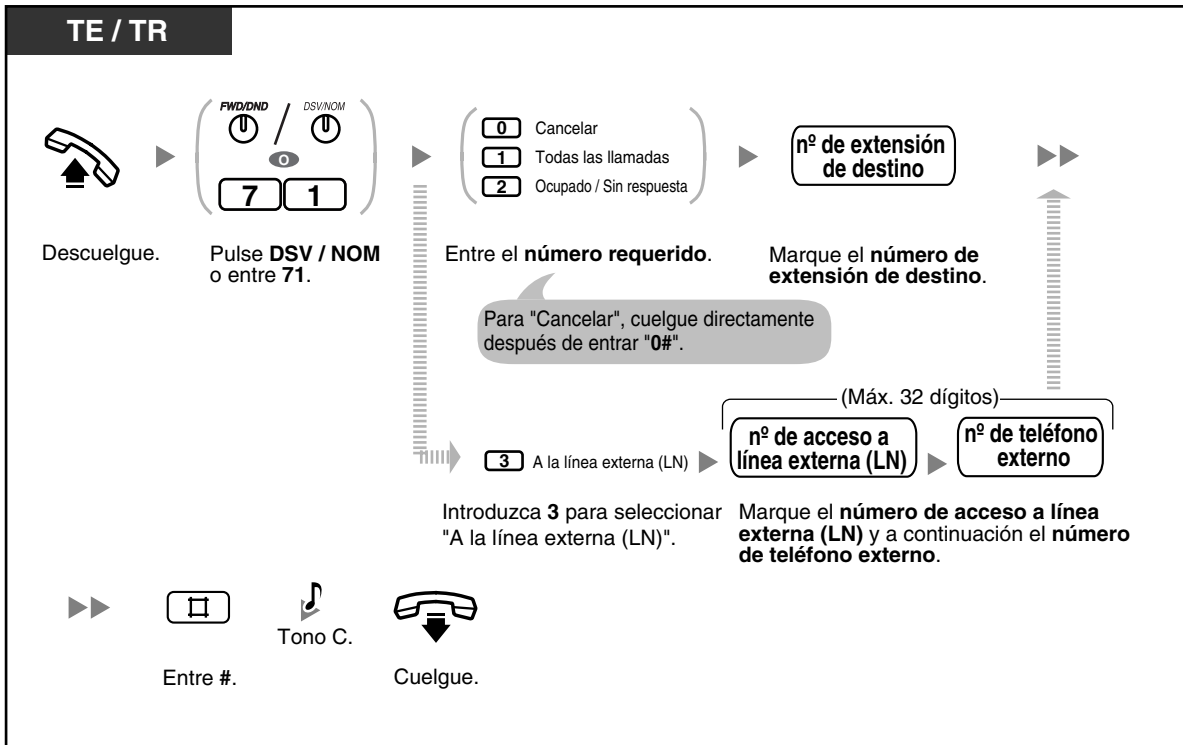 TE / TR
FWD/DND / DSV/NOM
O
7 1
0 Cancelar
1 Todas las llamadas
2 Ocupado / Sin respuesta
nº de extensión
de destino
Descuelgue.
Pulse DSV / NOM
o entre 71.
Entre el número requerido.
Marque el número de
extensión de destino.
Para "Cancelar", cuelgue directamente
después de entrar "0#".
(Máx. 32 dígitos)
3 A la línea externa (LN)
nº de acceso a
línea externa (LN)
nº de teléfono
externo
Introduzca 3 para seleccionar
"A la línea externa (LN)".
Marque el número de acceso a línea
externa (LN) y a continuación el número
de teléfono externo.
#
Tono C.
Entre #.
Cuelgue.